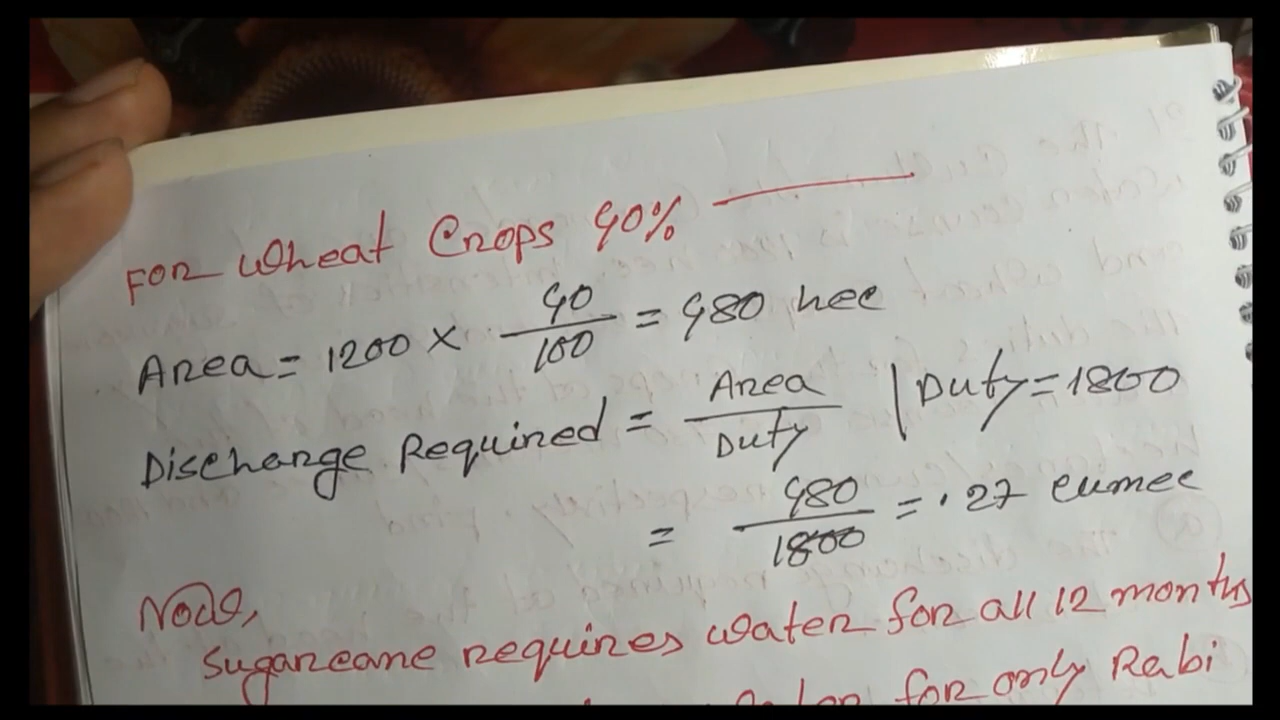 For Wheat Crops 40%
Area = 1200 × 40/100 = 480 hec
Discharge Required = Area/Duty | Duty = 1800
= 480/1800 = .27 cumec
Now,
Sugarcane requires water for all 12 months
for only Rabi